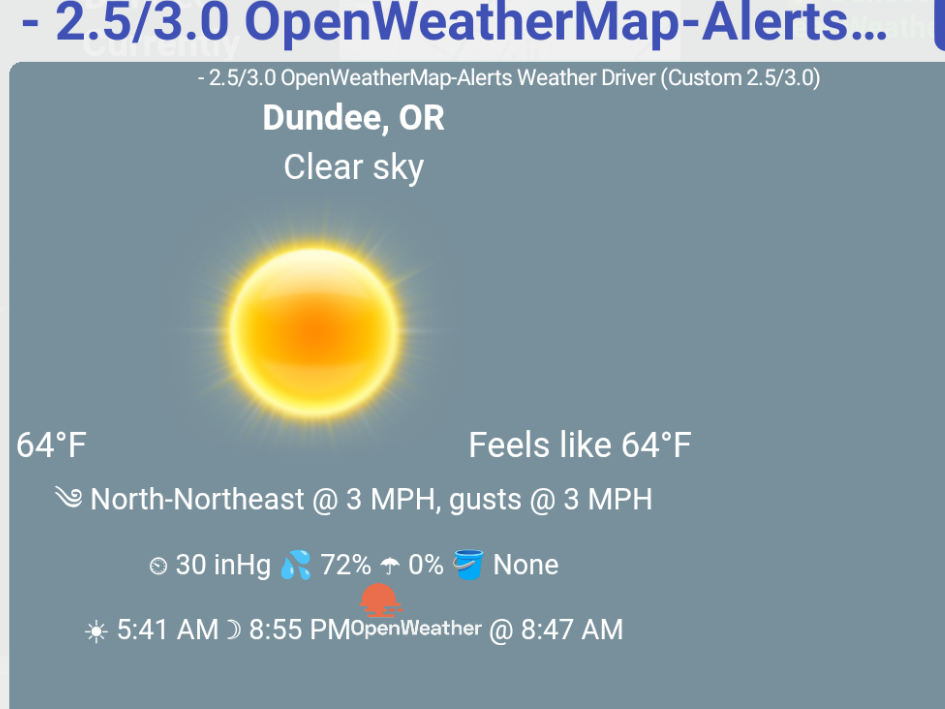 - 2.5/3.0 OpenWeatherMap-Alerts...
Currently
- 2.5/3.0 OpenWeatherMap-Alerts Weather Driver (Custom 2.5/3.0)
Dundee, OR
Clear sky
64°F Feels like 64°F
North-Northeast @ 3 MPH, gusts @ 3 MPH
30 inHg 72% 0% None
5:41 AM 8:55 PM OpenWeather @ 8:47 AM